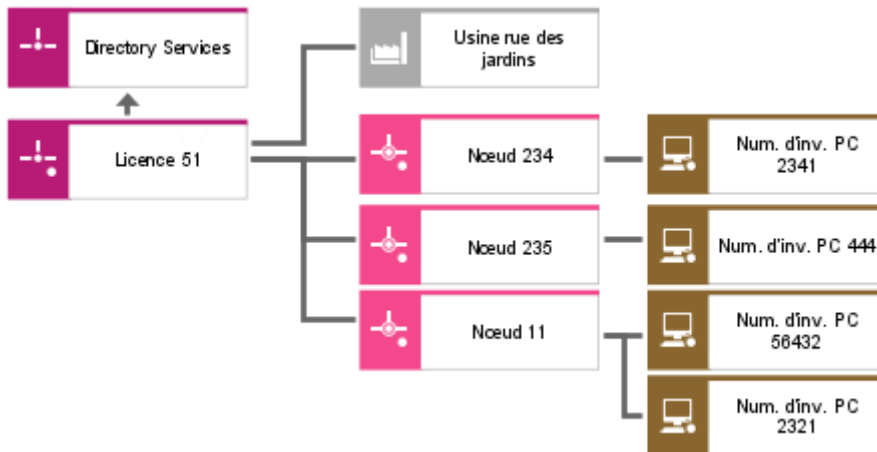 Directory Services
Usine rue des
jardins
Licence 51
Nœud 234
Num. d'inv. PC
2341
Nœud 235
Num. d'inv. PC 444
Nœud 11
Num. d'inv. PC
56432
Num. d'inv. PC
2321